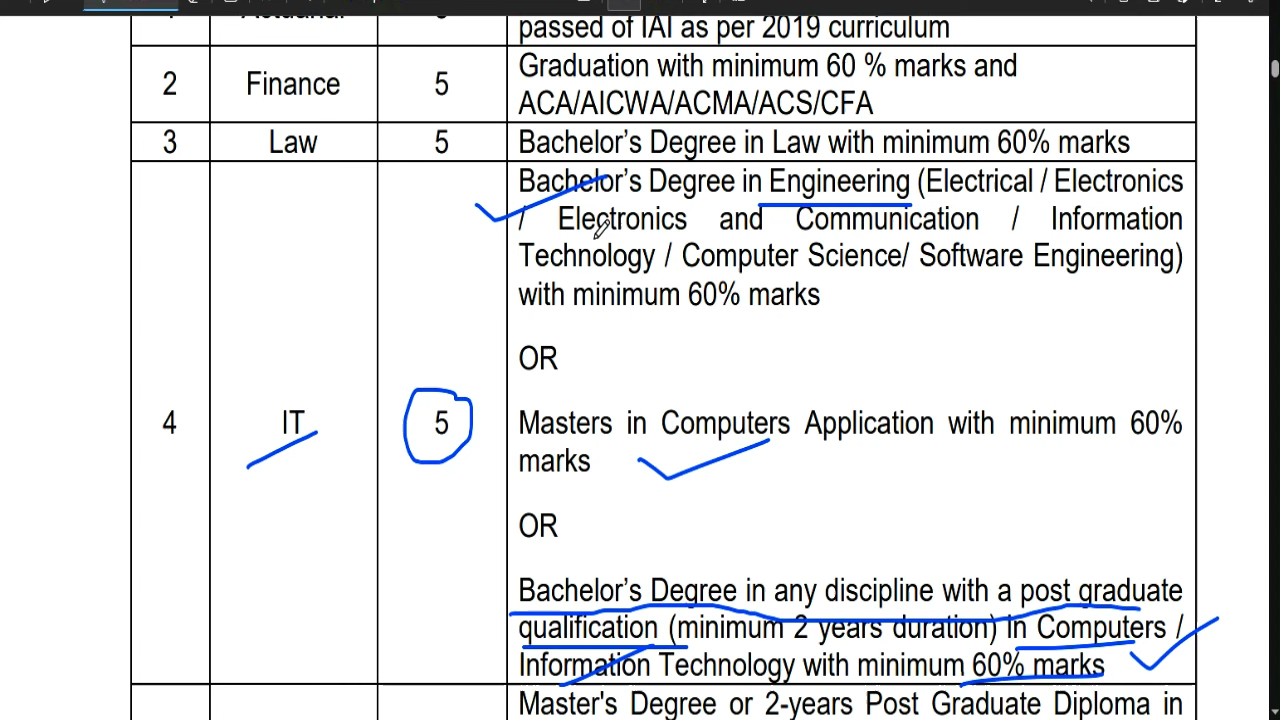 passed of IAI as per 2019 curriculum
2 Finance 5 Graduation with minimum 60 % marks and
ACA/AICWA/ACMA/ACS/CFA
3 Law 5 Bachelor’s Degree in Law with minimum 60% marks
Bachelor’s Degree in Engineering (Electrical / Electronics
/ Electronics and Communication / Information
Technology / Computer Science/ Software Engineering)
with minimum 60% marks
OR
4 IT 5 Masters in Computers Application with minimum 60%
marks
OR
Bachelor’s Degree in any discipline with a post graduate
qualification (minimum 2 years duration) in Computers /
Information Technology with minimum 60% marks
Master's Degree or 2-years Post Graduate Diploma in